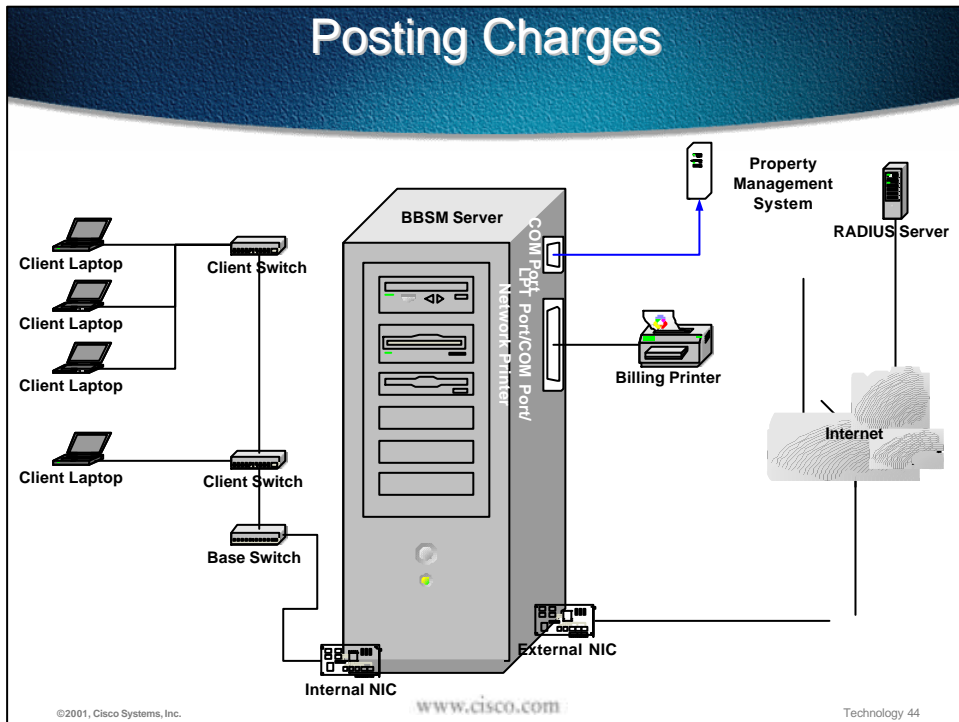 Posting Charges
Property
Management
System
RADIUS Server
BBSM Server
COM Port
LPT Port/COM Port/
Network Printer
Client Laptop
Client Switch
Client Laptop
Client Laptop
Billing Printer
Internet
Client Laptop
Client Switch
Base Switch
External NIC
Internal NIC
©2001, Cisco Systems, Inc.
www.cisco.com
Technology 44